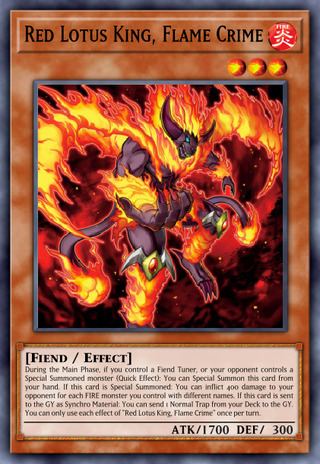 Red Lotus King, Flame Crime
FIRE
炎
[Fiend / Effect]
During the Main Phase, if you control a Fiend Tuner, or your opponent controls a
Special Summoned monster (Quick Effect): You can Special Summon this card from
your hand. If this card is Special Summoned: You can inflict 400 damage to your
opponent for each FIRE monster you control with different names. If this card is sent
to the GY as Synchro Material: You can send 1 Normal Trap from your Deck to the GY.
You can only use each effect of "Red Lotus King, Flame Crime" once per turn.
ATK/1700 DEF/ 300